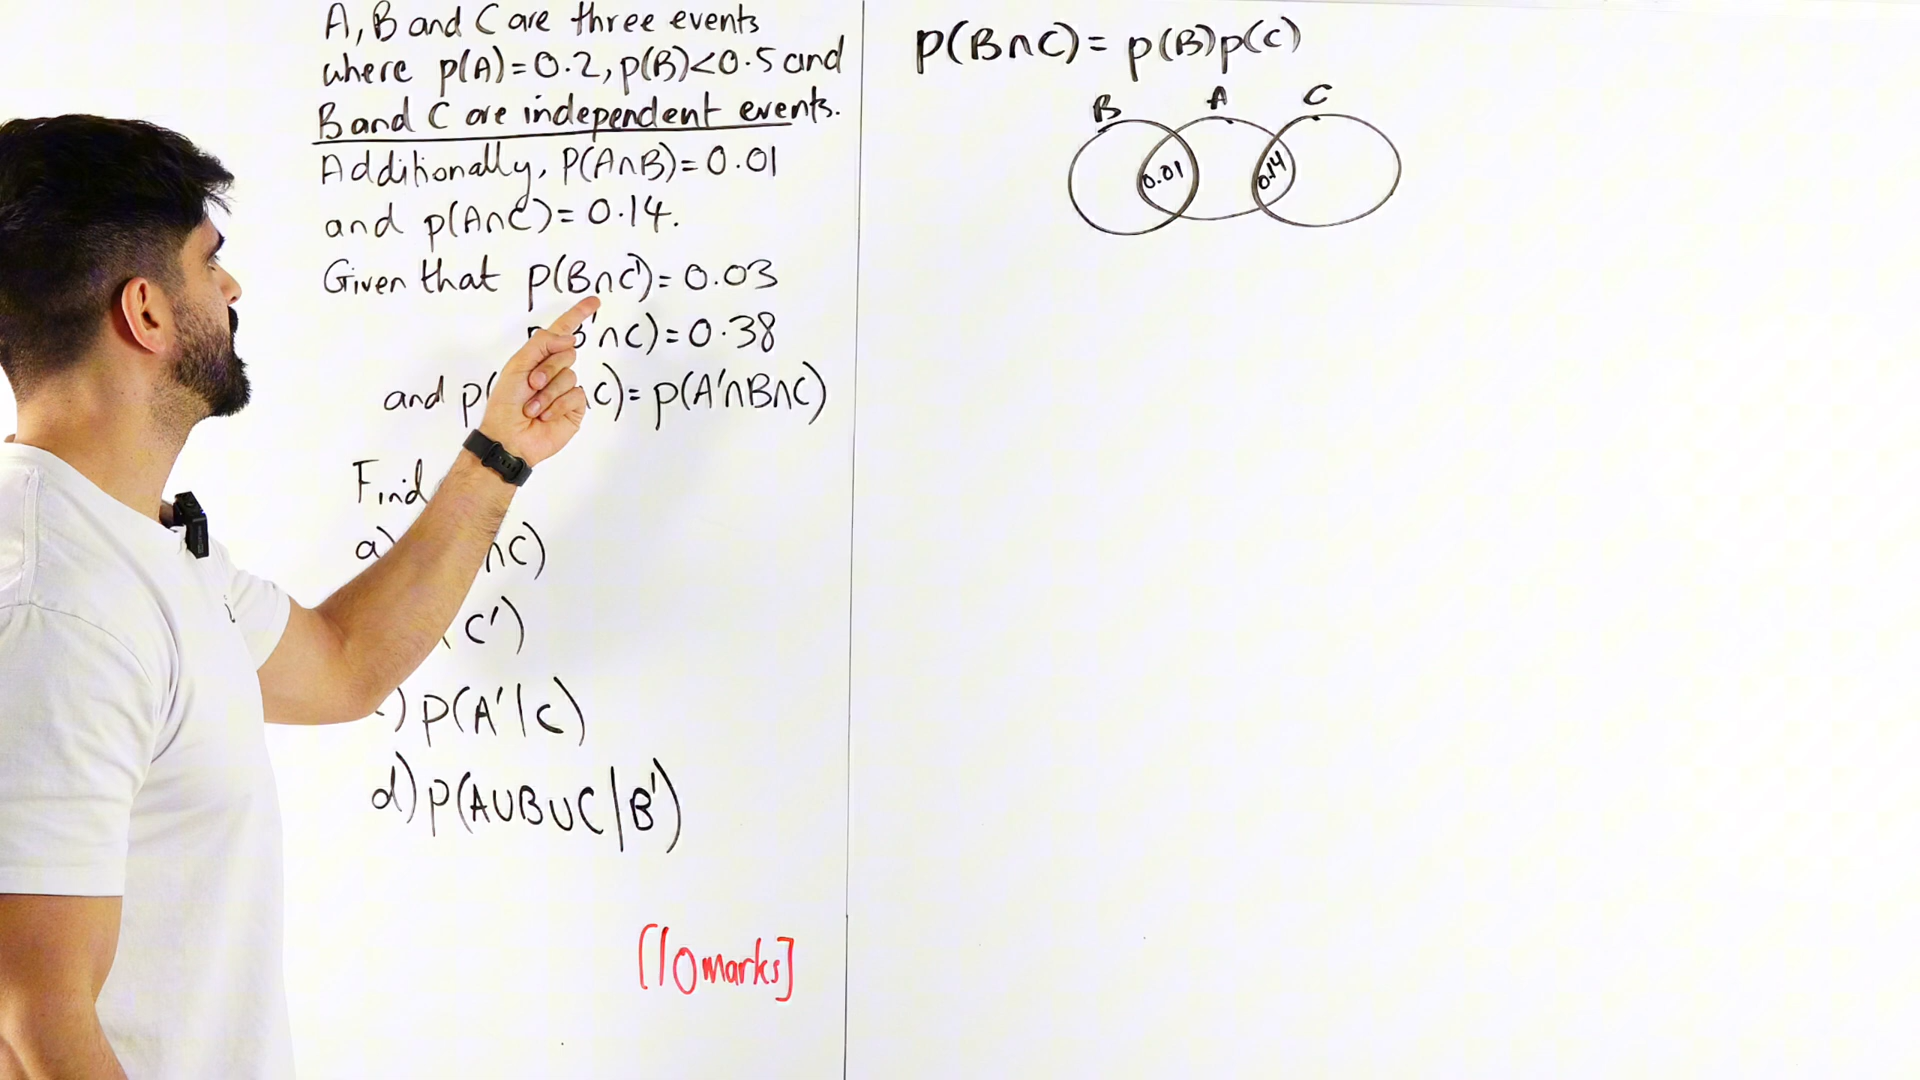 A, B and C are three events
where p(A)=0.2, p(B)<0.5 and
B and C are independent events.
Additionally, P(A∩B)=0.01
and p(A∩C)=0.14.
Given that p(B∩C')=0.03
B'∩C)=0.38
and p( C)=p(A'∩B∩C)
Find
a) ∩C)
C')
) p(A'|C)
d) p(A∪B∪C|B')
[10 marks]
p(B∩C)= p(B)p(C)
B A C
0.01 0.14